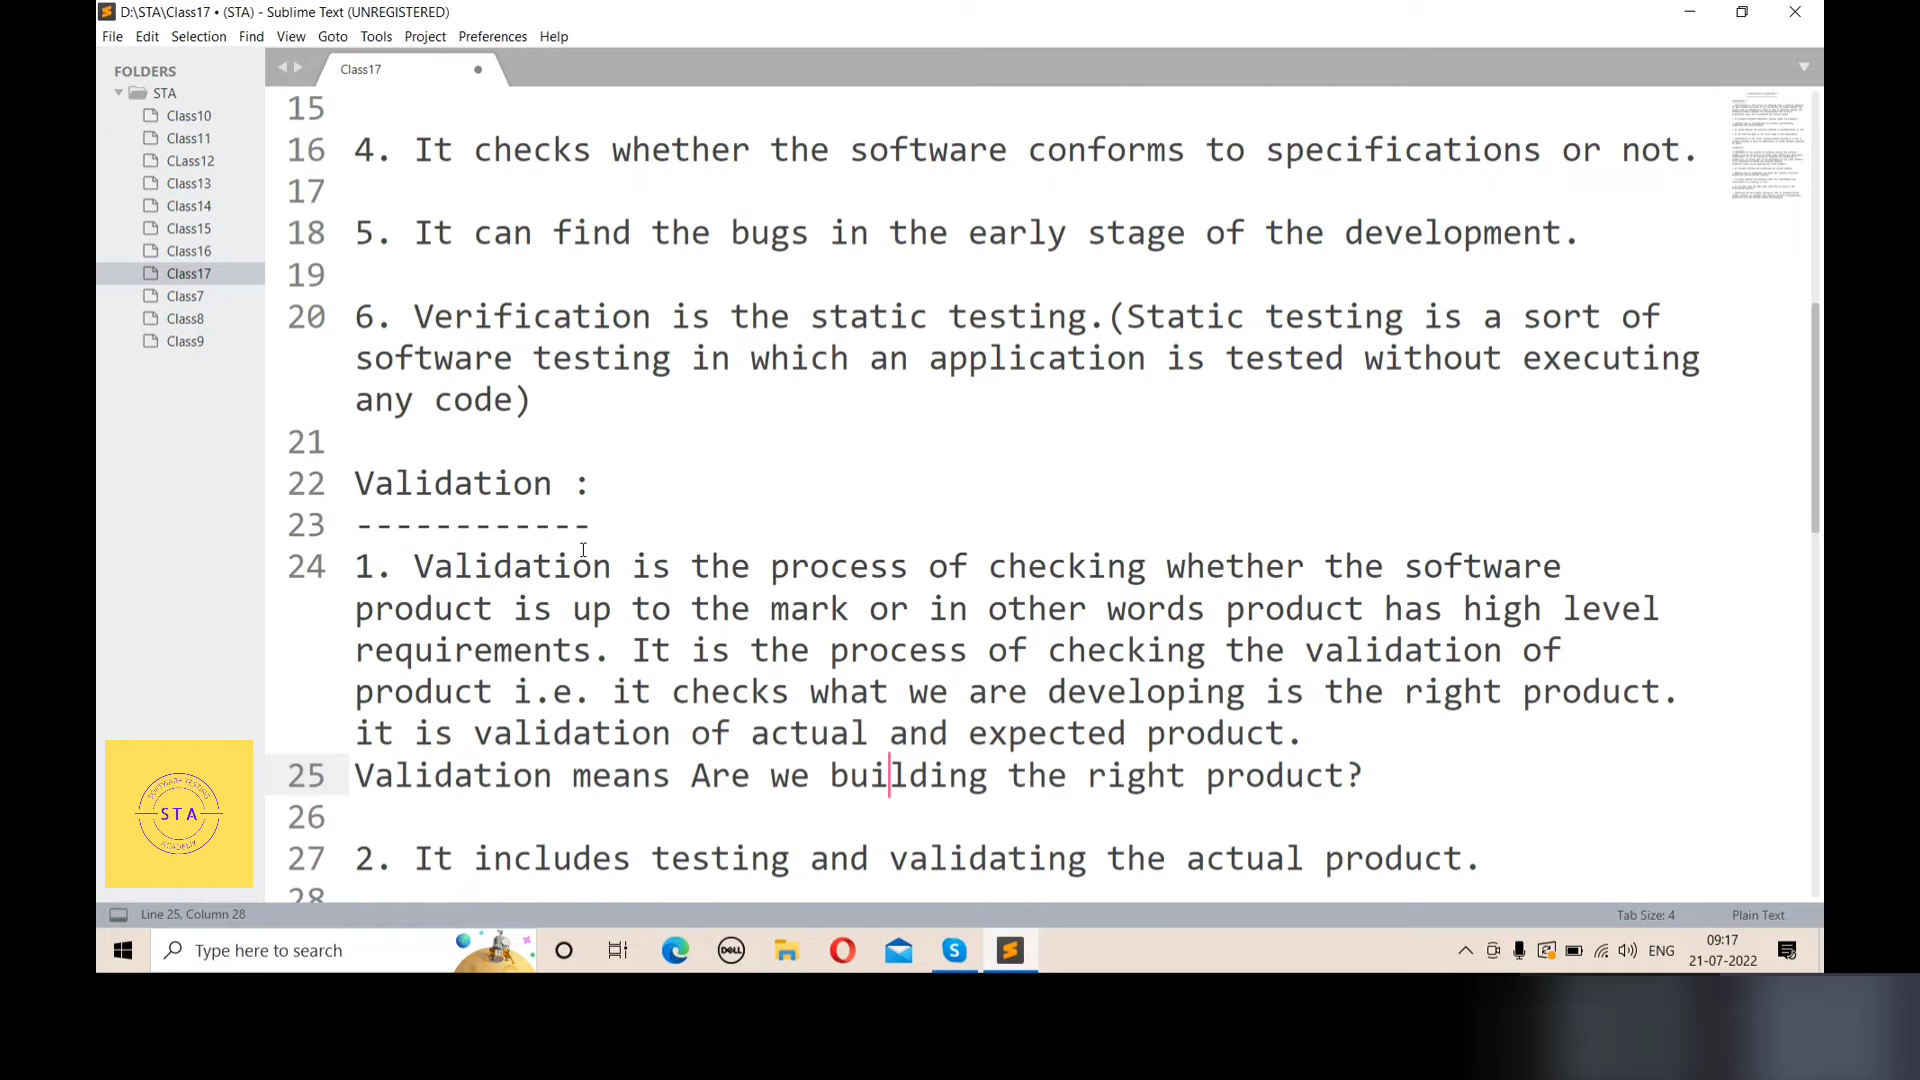 D:\STA\Class17 • (STA) - Sublime Text (UNREGISTERED)
File Edit Selection Find View Goto Tools Project Preferences Help
FOLDERS
STA
Class10
Class11
CLass12
Class13
Class14
Class15
Class16
Class17
Class7
Class8
Class9
Class17
15
16 4. It checks whether the software conforms to specifications or not.
17
18 5. It can find the bugs in the early stage of the development.
19
20 6. Verification is the static testing.(Static testing is a sort of
software testing in which an application is tested without executing
any code)
21
22 Validation :
23 ------------
24 1. Validation is the process of checking whether the software
product is up to the mark or in other words product has high level
requirements. It is the process of checking the validation of
product i.e. it checks what we are developing is the right product.
it is validation of actual and expected product.
25 Validation means Are we building the right product?
26
27 2. It includes testing and validating the actual product.
28
SOFTWARE TESTING
STA
ACADEMY
Line 25, Column 28
Tab Size: 4 Plain Text
Type here to search
DELL
ENG
09:17
21-07-2022